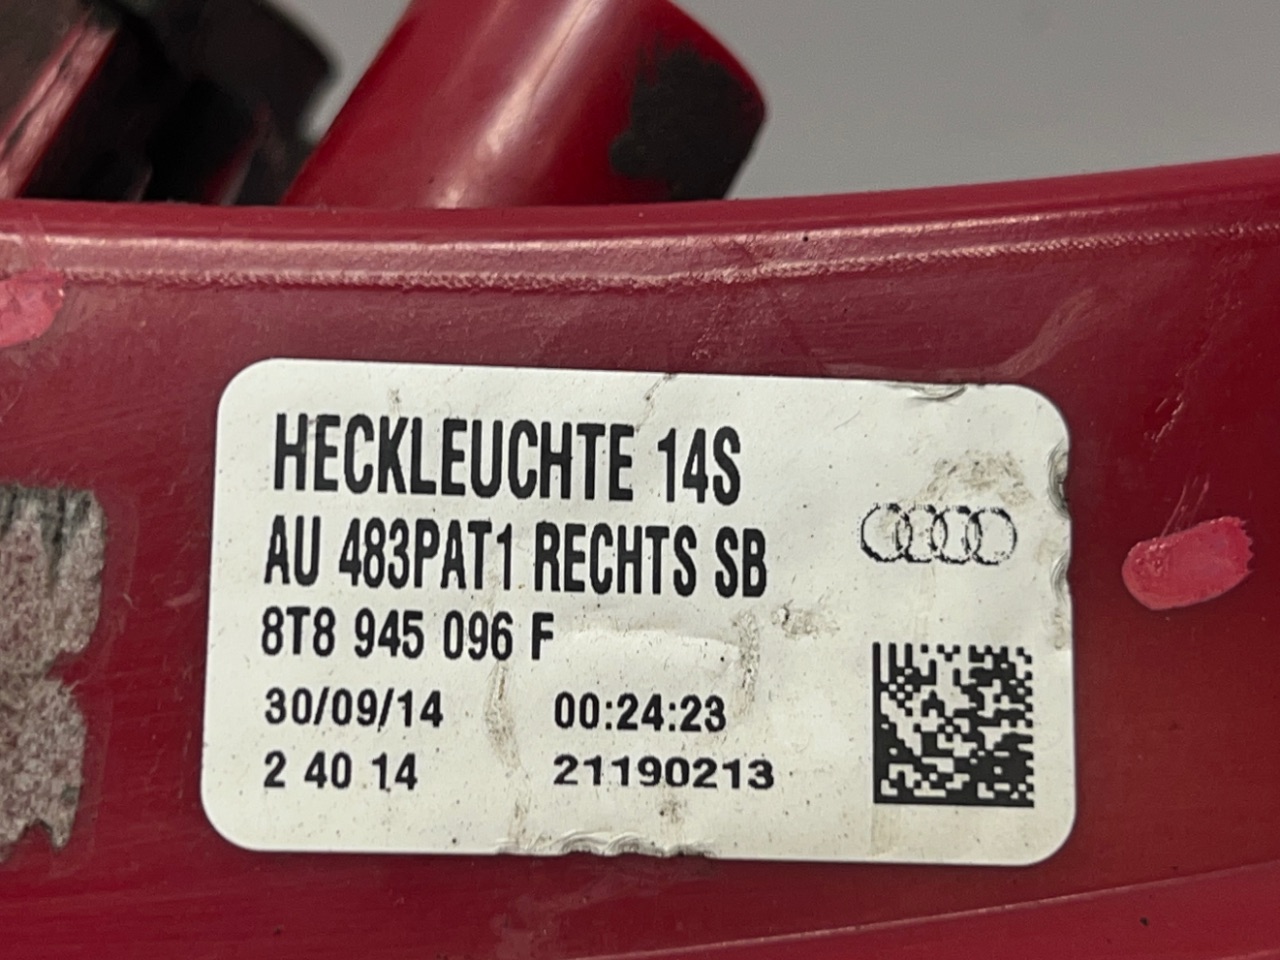 HECKLEUCHTE 14S
AU 483PAT1 RECHTS SB
8T8 945 096 F
30/09/14 00:24:23
2 40 14 21190213